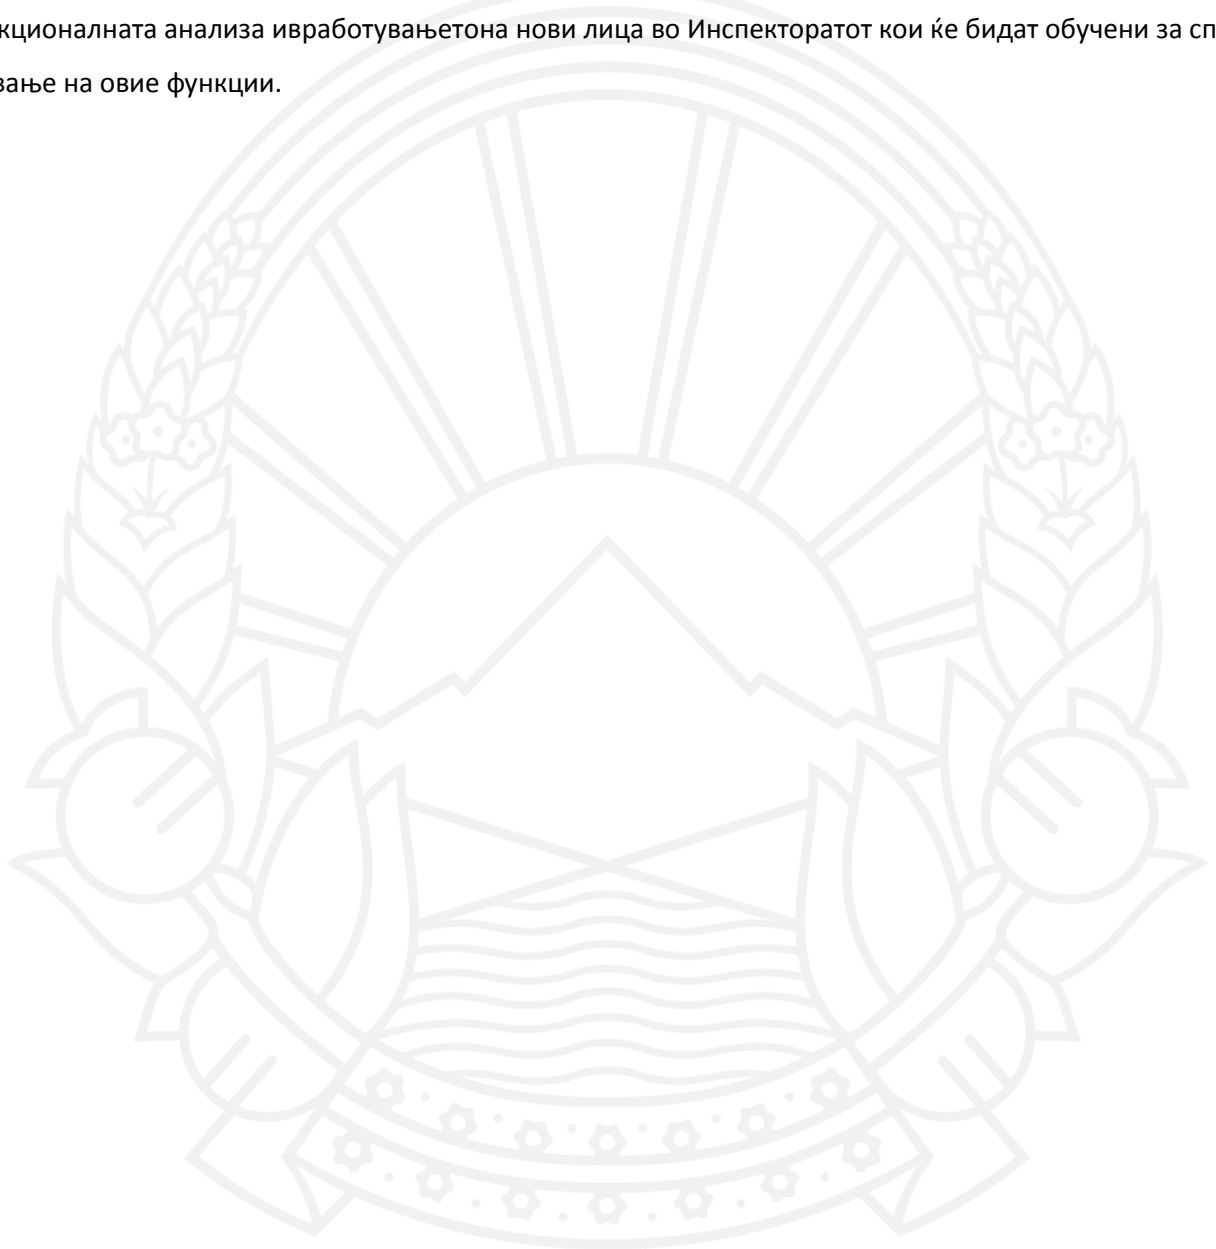 кционалната анализа ивработувањетона нови лица во Инспекторатот кои ќе бидат обучени за сп
вање на овие функции.